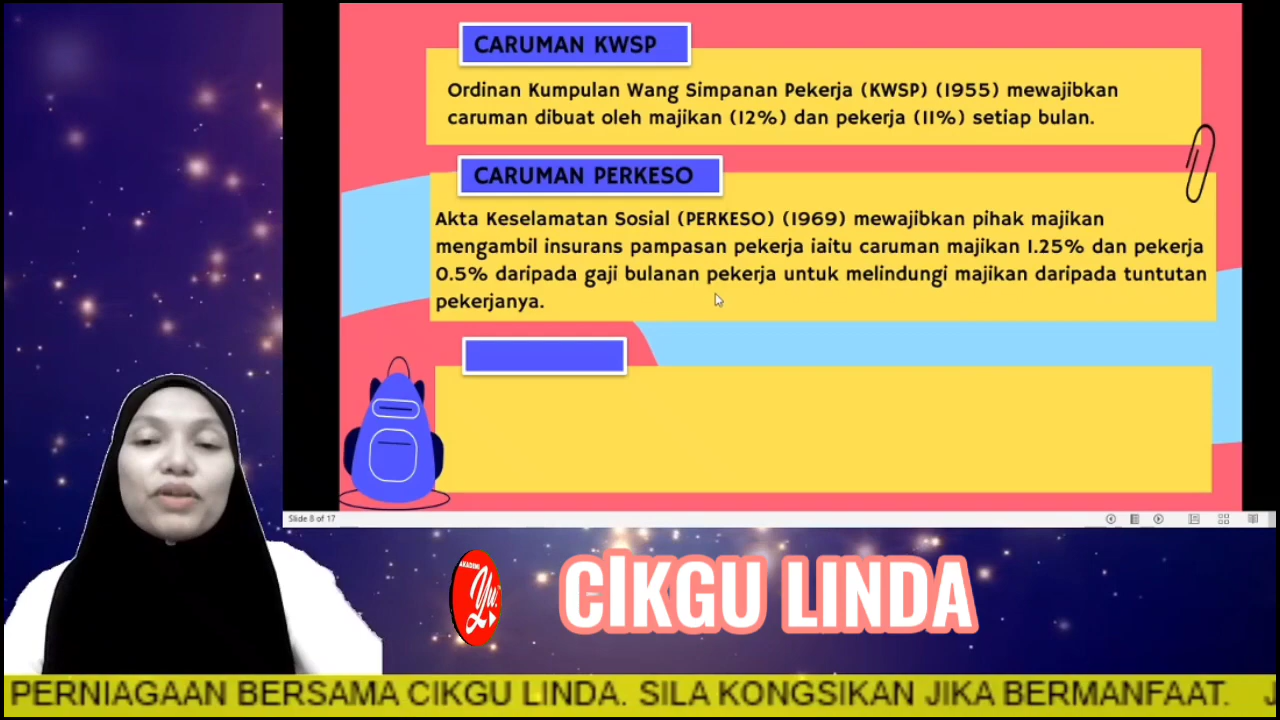 CARUMAN KWSP
Ordinan Kumpulan Wang Simpanan Pekerja (KWSP) (1955) mewajibkan
caruman dibuat oleh majikan (12%) dan pekerja (11%) setiap bulan.
CARUMAN PERKESO
Akta Keselamatan Sosial (PERKESO) (1969) mewajibkan pihak majikan
mengambil insurans pampasan pekerja iaitu caruman majikan 1.25% dan pekerja
0.5% daripada gaji bulanan pekerja untuk melindungi majikan daripada tuntutan
pekerjanya.
Slide 8 of 17
AKADEMI
Yu
CIKGU LINDA
PERNIAGAAN BERSAMA CIKGU LINDA. SILA KONGSIKAN JIKA BERMANFAAT. J